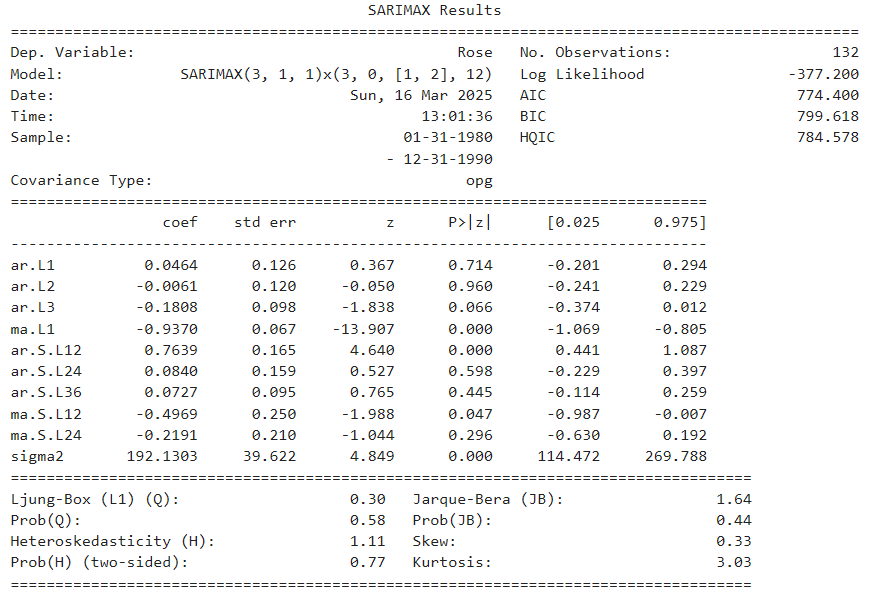 SARIMAX Results
===============================================================================================
Dep. Variable:                                    Rose   No. Observations:                  132
Model:             SARIMAX(3, 1, 1)x(3, 0, [1, 2], 12)   Log Likelihood                -377.200
Date:                                 Sun, 16 Mar 2025   AIC                            774.400
Time:                                         13:01:36   BIC                            799.618
Sample:                                     01-31-1980   HQIC                           784.578
                                          - 12-31-1990
Covariance Type:                                   opg
==============================================================================
                 coef    std err          z      P>|z|      [0.025      0.975]
------------------------------------------------------------------------------
ar.L1          0.0464      0.126      0.367      0.714      -0.201       0.294
ar.L2         -0.0061      0.120     -0.050      0.960      -0.241       0.229
ar.L3         -0.1808      0.098     -1.838      0.066      -0.374       0.012
ma.L1         -0.9370      0.067    -13.907      0.000      -1.069      -0.805
ar.S.L12       0.7639      0.165      4.640      0.000       0.441       1.087
ar.S.L24       0.0840      0.159      0.527      0.598      -0.229       0.397
ar.S.L36       0.0727      0.095      0.765      0.445      -0.114       0.259
ma.S.L12      -0.4969      0.250     -1.988      0.047      -0.987      -0.007
ma.S.L24      -0.2191      0.210     -1.044      0.296      -0.630       0.192
sigma2       192.1303     39.622      4.849      0.000     114.472     269.788
===================================================================================
Ljung-Box (L1) (Q):                   0.30   Jarque-Bera (JB):                 1.64
Prob(Q):                              0.58   Prob(JB):                         0.44
Heteroskedasticity (H):               1.11   Skew:                             0.33
Prob(H) (two-sided):                  0.77   Kurtosis:                         3.03
===================================================================================